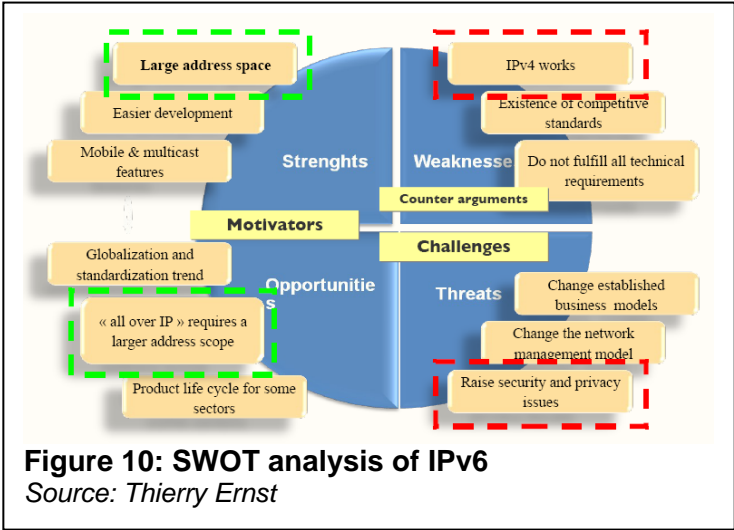 Large address space
Easier development
Mobile & multicast
features
Strenghts
IPv4 works
Existence of competitive
standards
Do not fulfill all technical
requirements
Weaknesse
Counter arguments
Motivators
Challenges
Globalization and
standardization trend
« all over IP » requires a
larger address scope
Product life cycle for some
sectors
Opportunitie
s
Threats
Change established
business models
Change the network
management model
Raise security and privacy
issues
Figure 10: SWOT analysis of IPv6
Source: Thierry Ernst